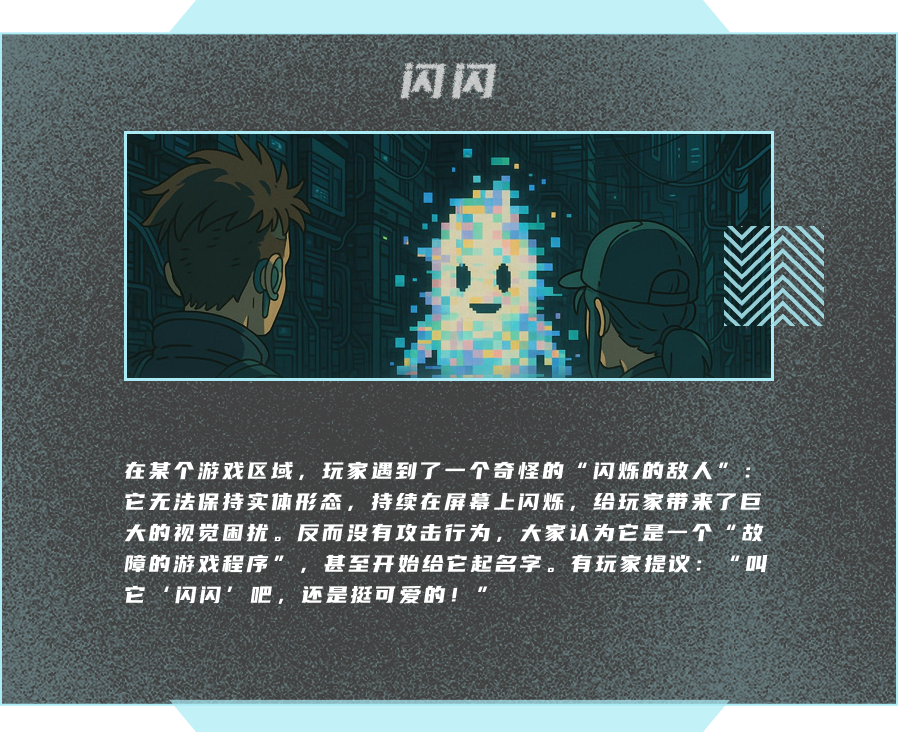 闪闪
在某个游戏区域，玩家遇到了一个奇怪的“闪烁的敌人”：
它无法保持实体形态，持续在屏幕上闪烁，给玩家带来了巨
大的视觉困扰。反而没有攻击行为，大家认为它是一个“故
障的游戏程序”，甚至开始给它起名字。有玩家提议：“叫
它‘闪闪’吧，还是挺可爱的！”